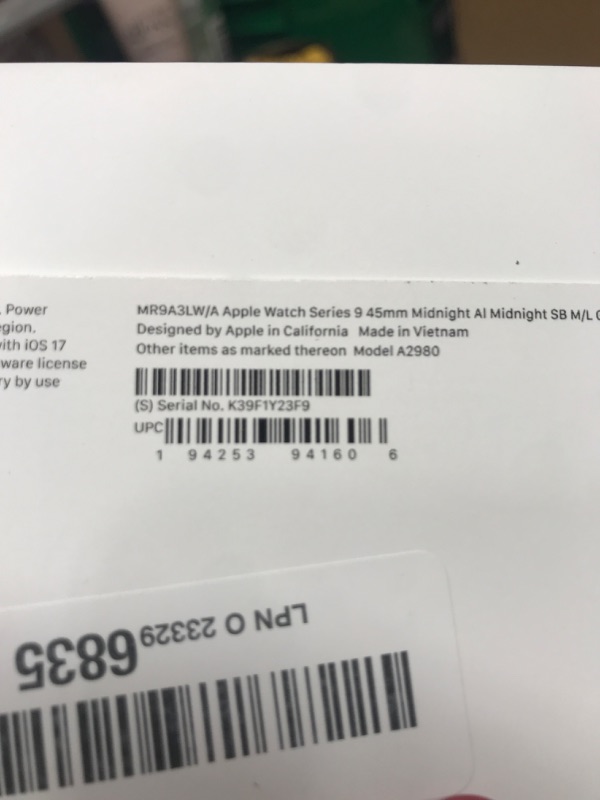 Power
egion.
ith iOS 17
ware license
ry by use
MR9A3LW/A Apple Watch Series 9 45mm Midnight Al Midnight SB M/L
Designed by Apple in California Made in Vietnam
Other items as marked thereon Model A2980
(S) Serial No. K39F1Y23F9
UPC
1 94253 94160 6
LPN O 23329 6835